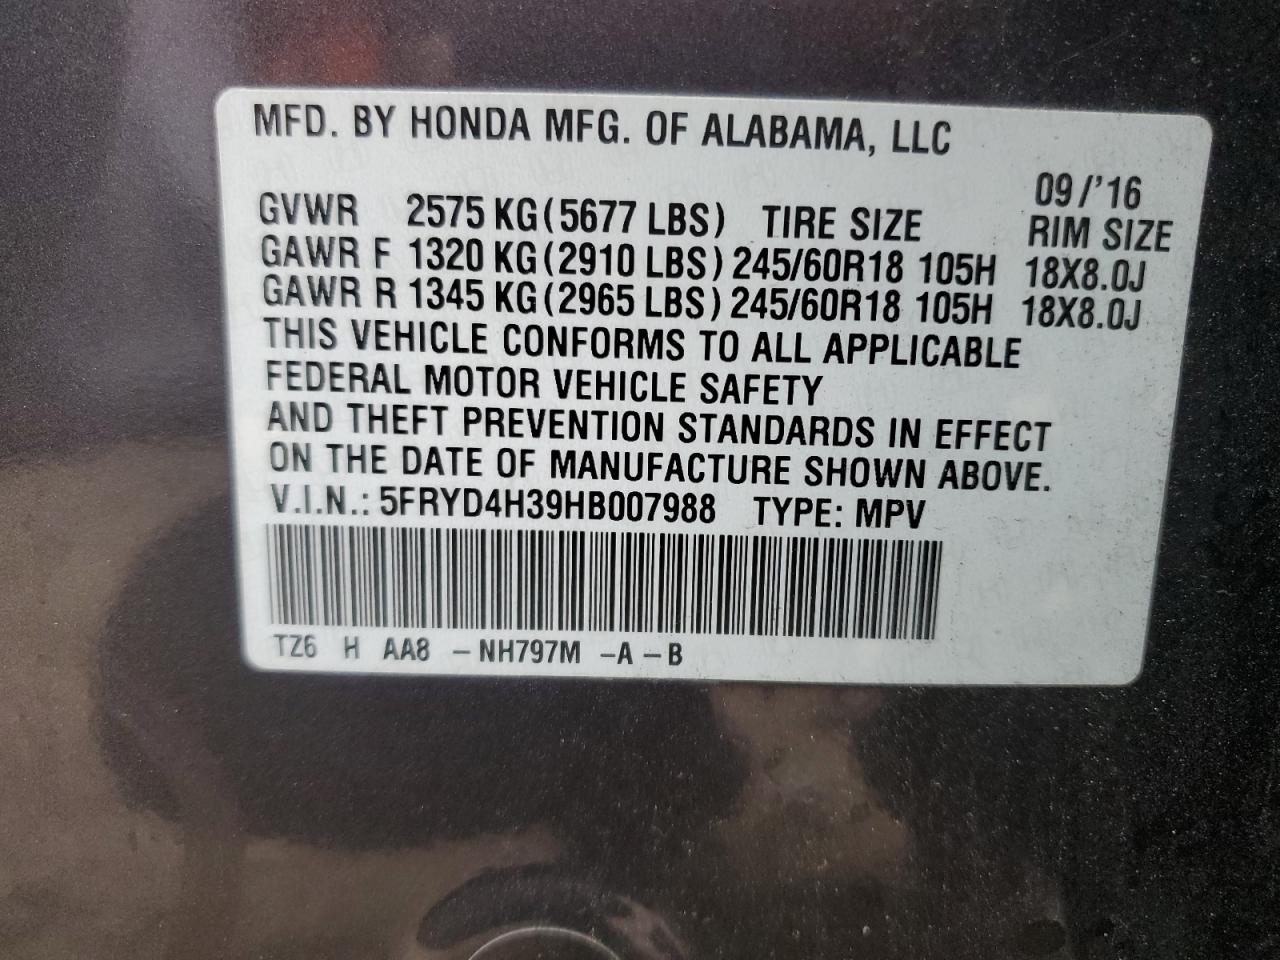 MFD. BY HONDA MFG. OF ALABAMA, LLC
09/'16
GVWR 2575 KG (5677 LBS) TIRE SIZE RIM SIZE
GAWR F 1320 KG (2910 LBS) 245/60R18 105H 18X8.0J
GAWR R 1345 KG (2965 LBS) 245/60R18 105H 18X8.0J
THIS VEHICLE CONFORMS TO ALL APPLICABLE
FEDERAL MOTOR VEHICLE SAFETY
AND THEFT PREVENTION STANDARDS IN EFFECT
ON THE DATE OF MANUFACTURE SHOWN ABOVE.
V.I.N.: 5FRYD4H39HB007988 TYPE: MPV
TZ6 H AA8 -NH797M -A -B